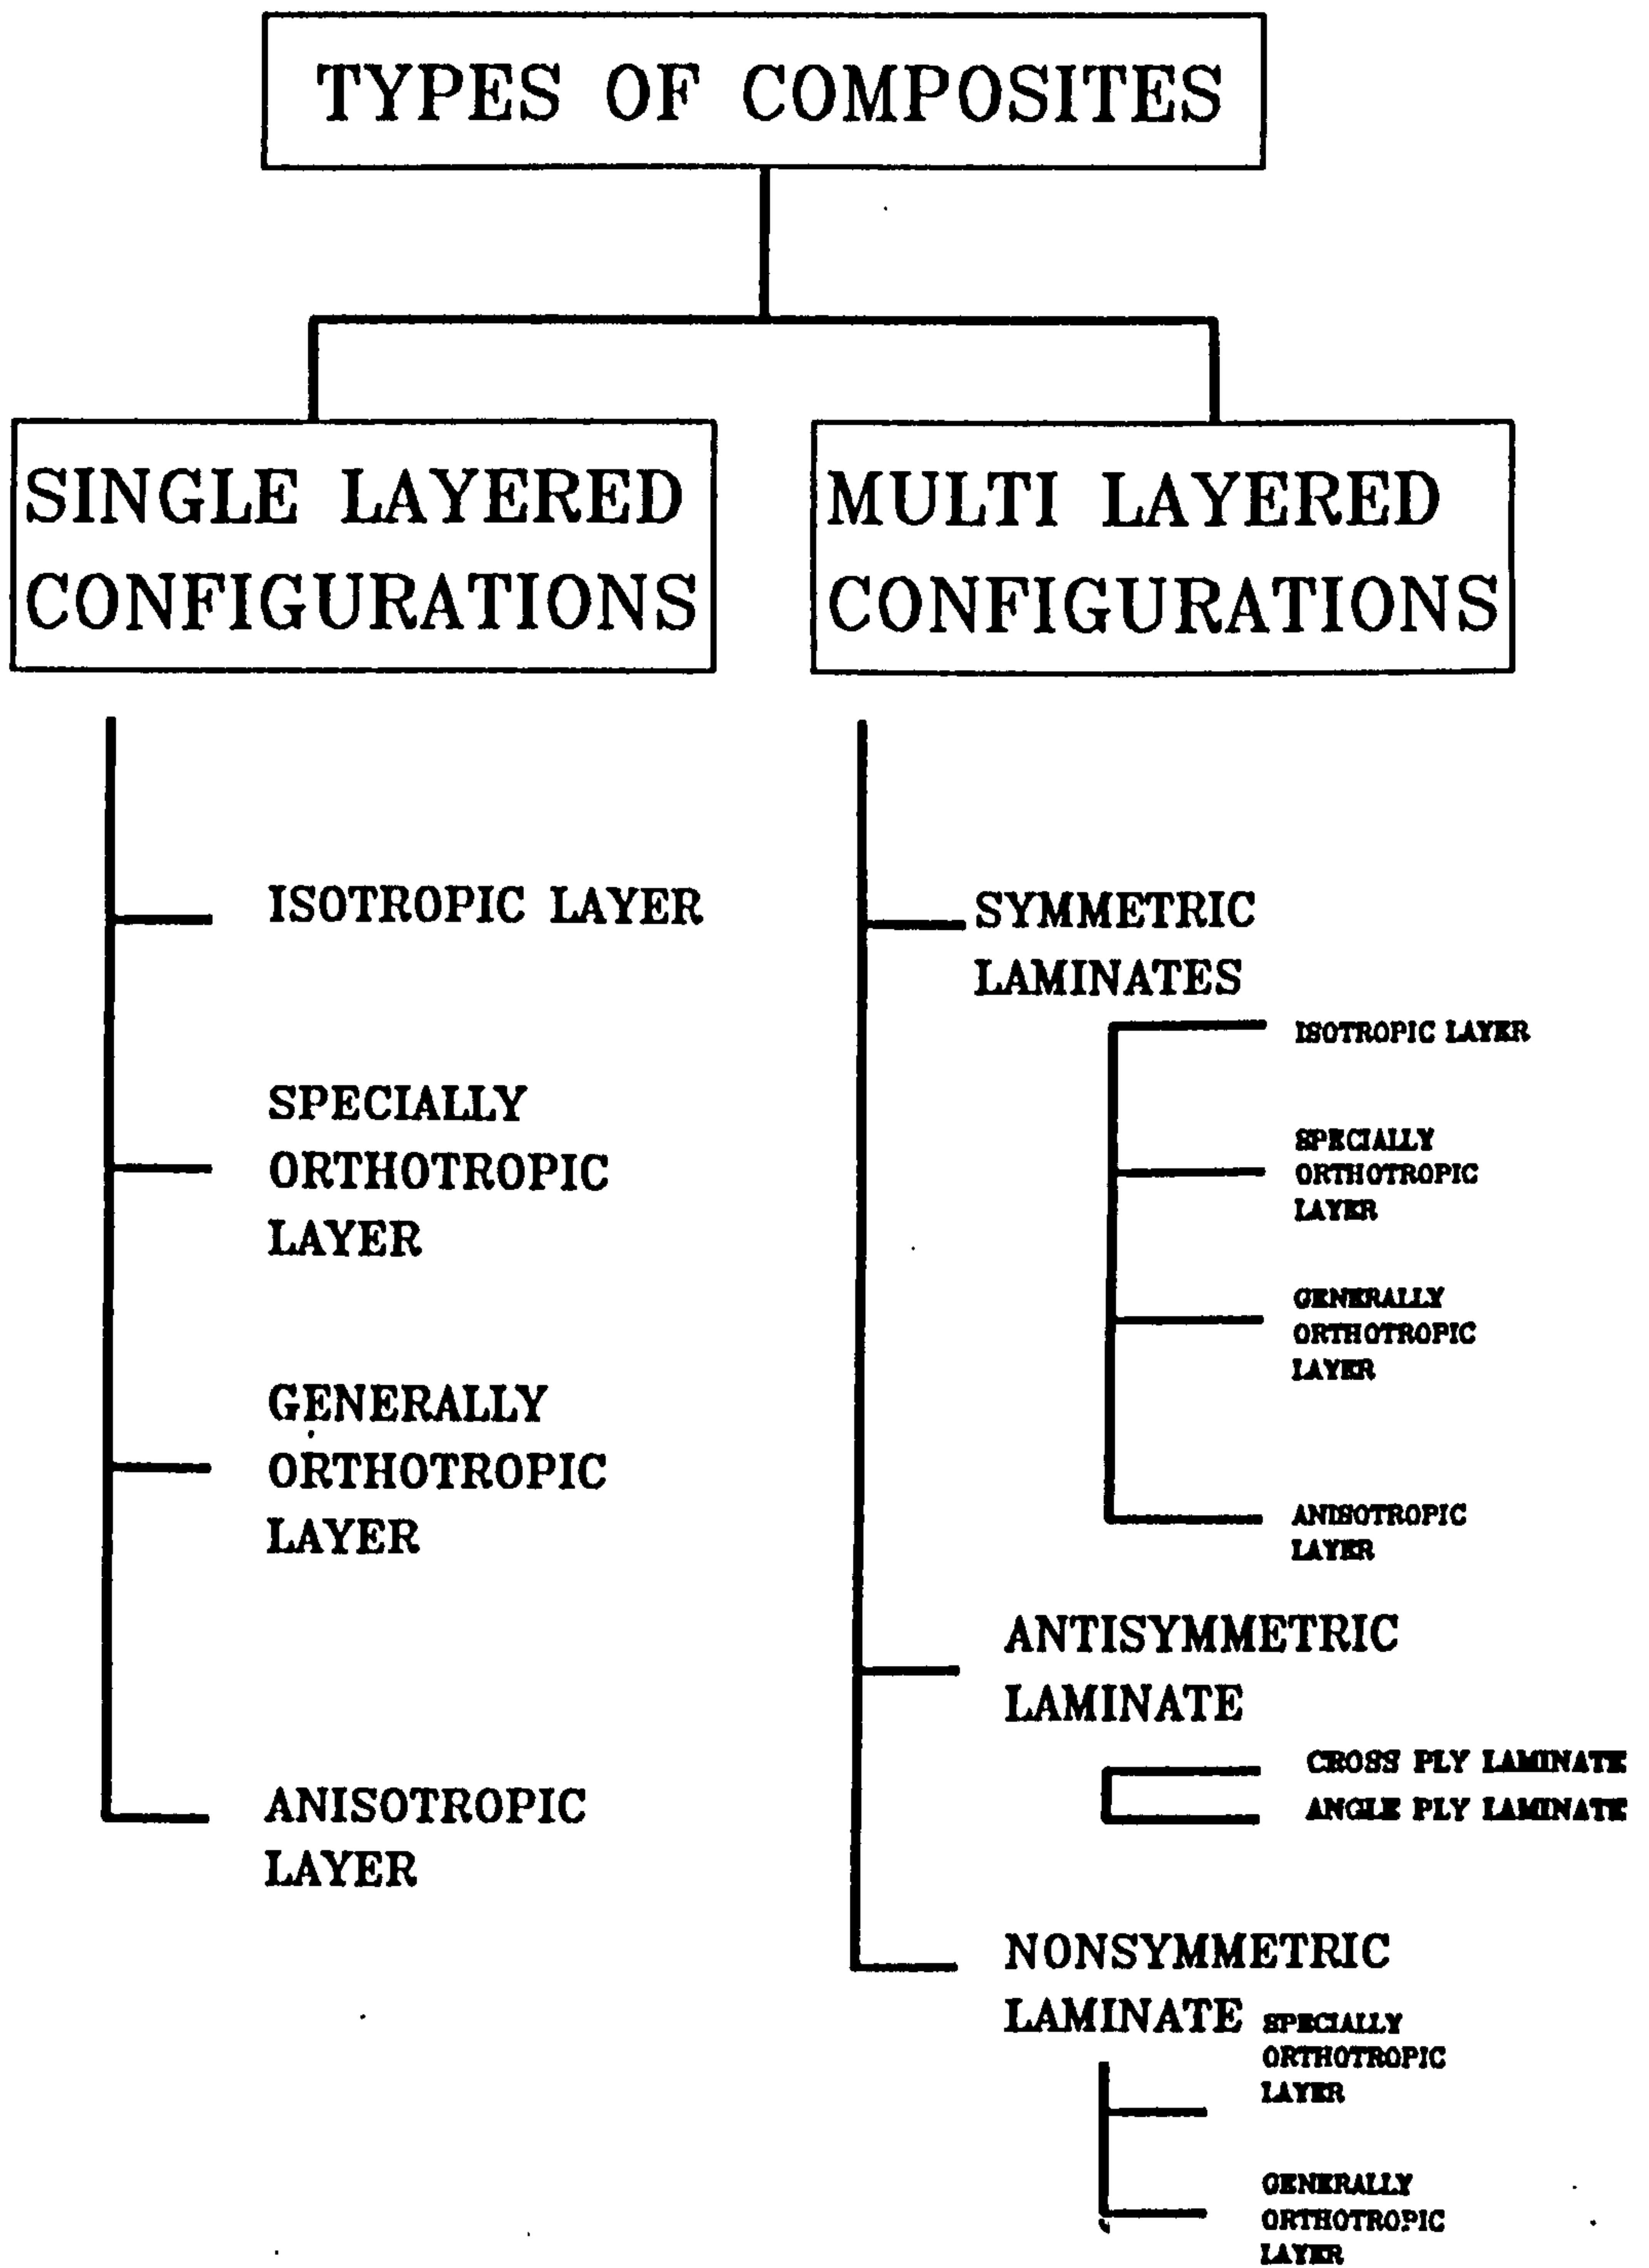 TYPES OF COMPOSITES
SINGLE LAYERED
CONFIGURATIONS
ISOTROPIC LAYER
SPECIALLY
ORTHOTROPIC
LAYER
GENERALLY
ORTHOTROPIC
LAYER
ANISOTROPIC
LAYER
MULTI LAYERED
CONFIGURATIONS
SYMMETRIC
LAMINATES
ISOTROPIC LAYER
SPECIALLY
ORTHOTROPIC
LAYER
GENERALLY
ORTHOTROPIC
LAYER
ANISOTROPIC
LAYER
ANTISYMMETRIC
LAMINATE
CROSS PLY LAMINATE
ANGLE PLY LAMINATE
NONSYMMETRIC
LAMINATE
SPECIALLY
ORTHOTROPIC
LAYER
GENERALLY
ORTHOTROPIC
LAYER